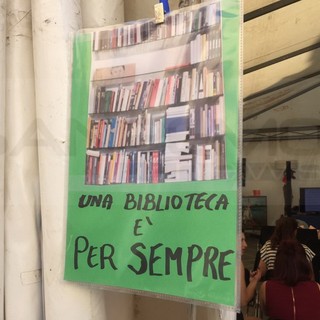 UNA BIBLIOTECA
E'
PER SEMPRE